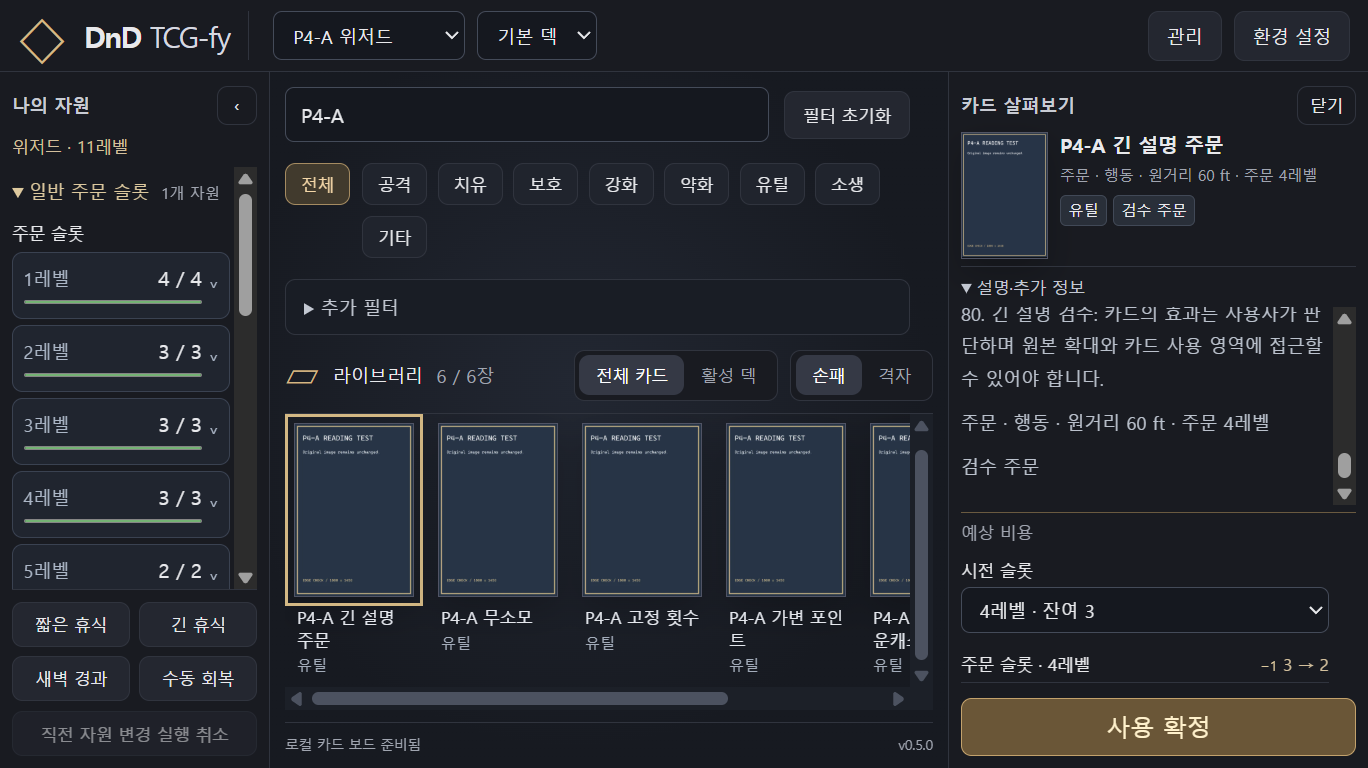 DnD TCG-fy
P4-A 위저드
기본 덱
관리
환경 설정
나의 자원
‹
위저드 · 11레벨
▼ 일반 주문 슬롯 1개 자원
주문 슬롯
1레벨 4 / 4
2레벨 3 / 3
3레벨 3 / 3
4레벨 3 / 3
5레벨 2 / 2
짧은 휴식
긴 휴식
새벽 경과
수동 회복
직전 자원 변경 실행 취소
P4-A
필터 초기화
전체
공격
치유
보호
강화
약화
유틸
소생
기타
▶ 추가 필터
라이브러리 6 / 6장
전체 카드
활성 덱
손패
격자
P4-A READING TEST
Original image remains unchanged
P4-A 긴 설명
주문
유틸
P4-A READING TEST
Original image remains unchanged
P4-A 무소모
유틸
P4-A READING TEST
Original image remains unchanged
P4-A 고정 횟수
유틸
P4-A READING TEST
Original image remains unchanged
P4-A 가변 포인
트
유틸
P4-A
유틸
로컬 카드 보드 준비됨
v0.5.0
카드 살펴보기
닫기
P4-A READING TEST
Original image remains unchanged
P4-A 긴 설명 주문
주문 · 행동 · 원거리 60 ft · 주문 4레벨
유틸
검수 주문
▼ 설명·추가 정보
80. 긴 설명 검수: 카드의 효과는 사용자가 판
단하며 원본 확대와 카드 사용 영역에 접근할
수 있어야 합니다.
주문 · 행동 · 원거리 60 ft · 주문 4레벨
검수 주문
예상 비용
시전 슬롯
4레벨 · 잔여 3
주문 슬롯 · 4레벨 −1 3 → 2
사용 확정